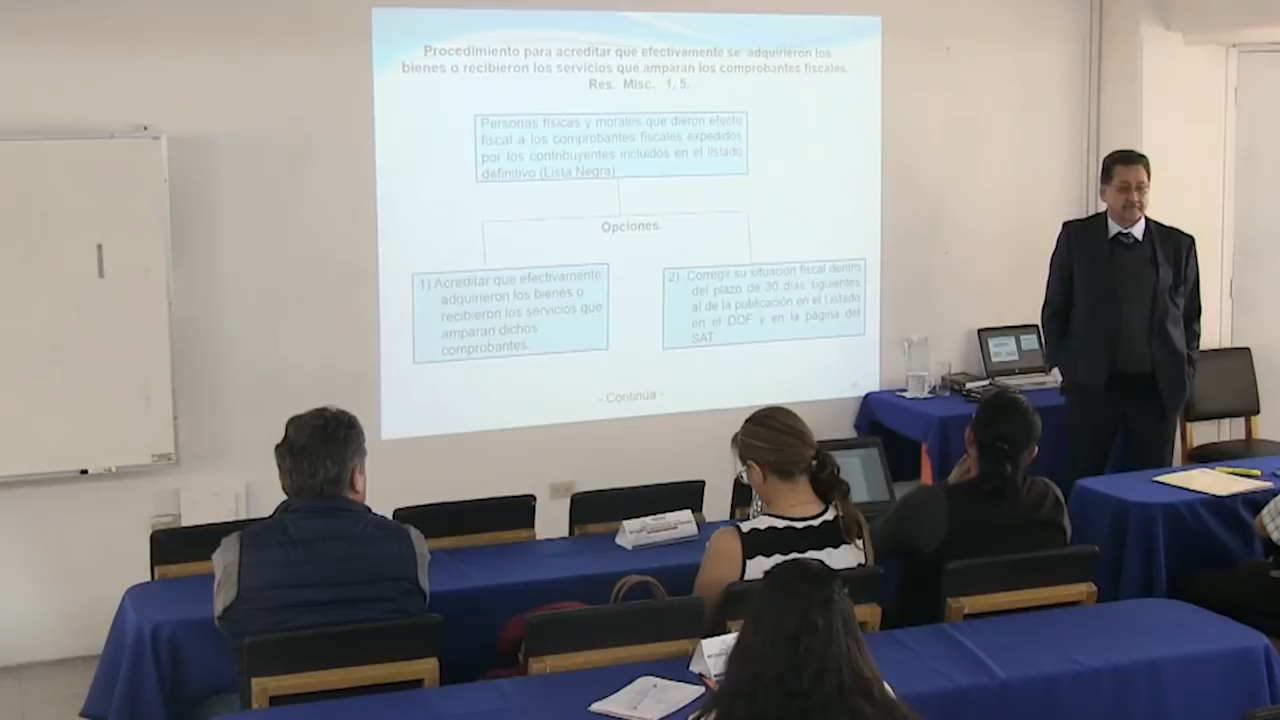 Procedimiento para acreditar que efectivamente se adquirieron los
bienes o recibieron los servicios que amparan los comprobantes fiscales.
Res. Misc. 1. 5.
Personas físicas y morales que dieron efecto
fiscal a los comprobantes fiscales expedidos
por los contribuyentes incluidos en el listado
definitivo (Lista Negra)
Opciones.
1) Acreditar que efectivamente
adquirieron los bienes o
recibieron los servicios que
amparan dichos
comprobantes.
2) Corregir su situación fiscal dentro
del plazo de 30 días siguientes
al de la publicación en el Listado
en el DOF y en la página del
SAT
- Continúa -